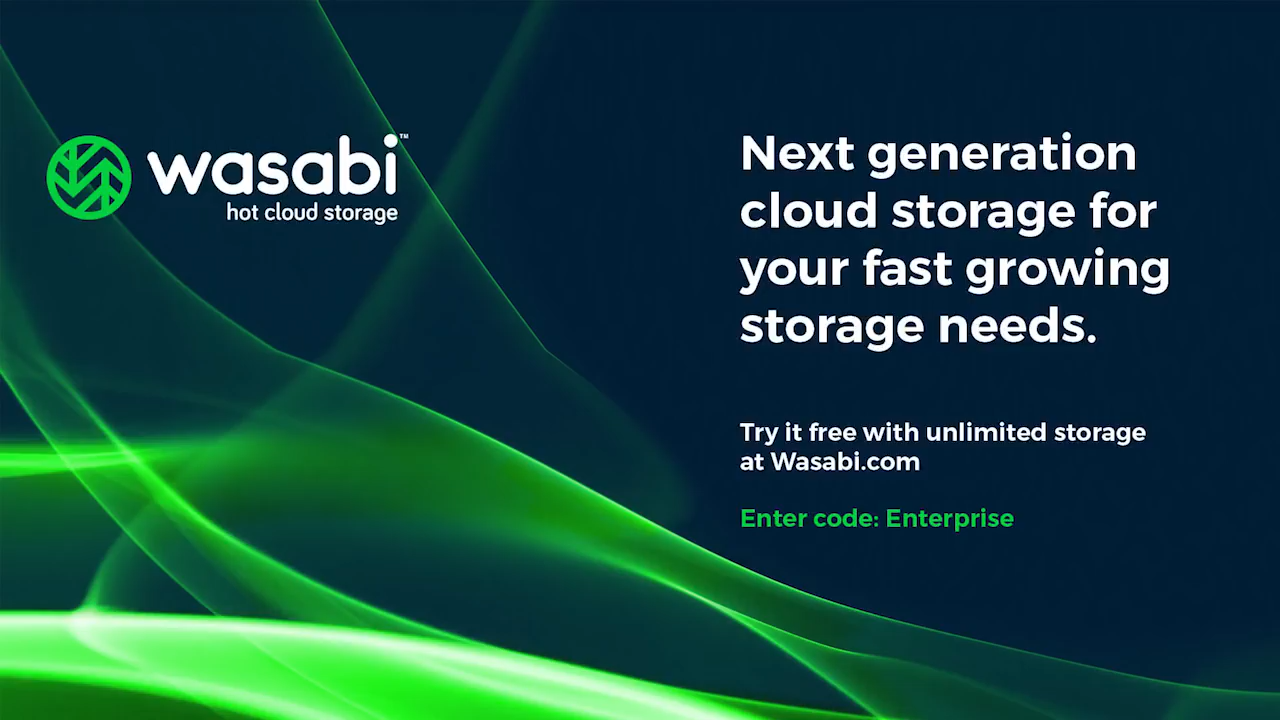 wasabi™
hot cloud storage
Next generation
cloud storage for
your fast growing
storage needs.
Try it free with unlimited storage
at Wasabi.com
Enter code: Enterprise